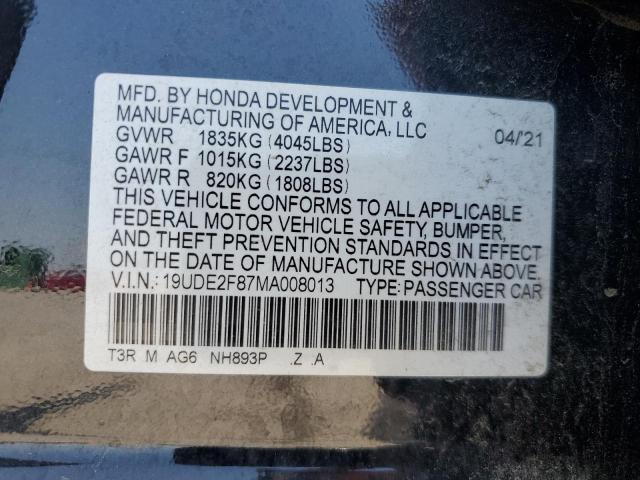 MFD. BY HONDA DEVELOPMENT &
MANUFACTURING OF AMERICA, LLC 04/21
GVWR 1835KG (4045LBS)
GAWR F 1015KG (2237LBS)
GAWR R 820KG (1808LBS)
THIS VEHICLE CONFORMS TO ALL APPLICABLE
FEDERAL MOTOR VEHICLE SAFETY, BUMPER,
AND THEFT PREVENTION STANDARDS IN EFFECT
ON THE DATE OF MANUFACTURE SHOWN ABOVE.
V.I.N.: 19UDE2F87MA008013 TYPE: PASSENGER CAR
T3R M AG6 NH893P .Z .A